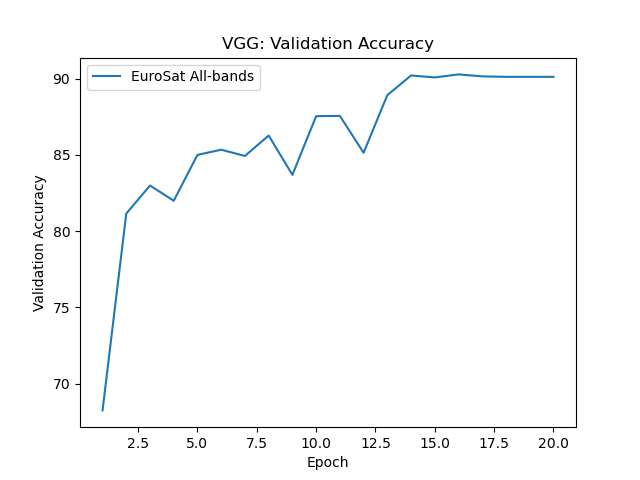 VGG: Validation Accuracy
EuroSat All-bands
90
85
80
75
70
Validation Accuracy
2.5 5.0 7.5 10.0 12.5 15.0 17.5 20.0
Epoch